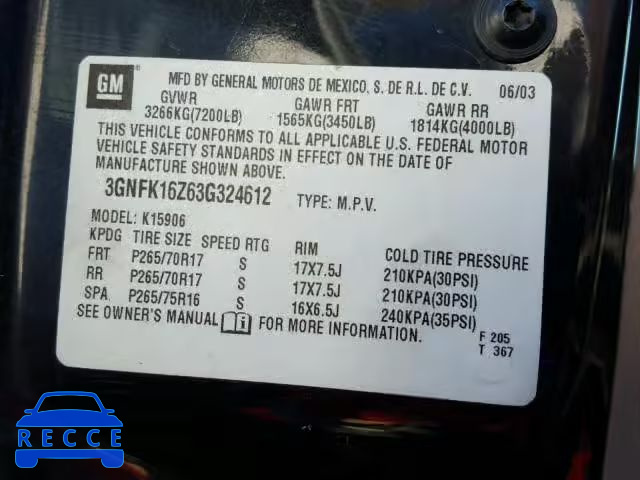 GM
MFD BY GENERAL MOTORS DE MEXICO, S. DE R.L. DE C.V. 06/03
GVWR GAWR FRT GAWR RR
3266KG(7200LB) 1565KG(3450LB) 1814KG(4000LB)
THIS VEHICLE CONFORMS TO ALL APPLICABLE U.S. FEDERAL MOTOR
VEHICLE SAFETY STANDARDS IN EFFECT ON THE DATE OF
MANUFACTURE SHOWN ABOVE.
3GNFK16Z63G324612 TYPE: M.P.V.
MODEL: K15906
KPDG TIRE SIZE SPEED RTG RIM COLD TIRE PRESSURE
FRT P265/70R17 S 17X7.5J 210KPA(30PSI)
RR P265/70R17 S 17X7.5J 210KPA(30PSI)
SPA P265/75R16 S 16X6.5J 240KPA(35PSI)
SEE OWNER'S MANUAL FOR MORE INFORMATION.
F 205
T 367
RECCE